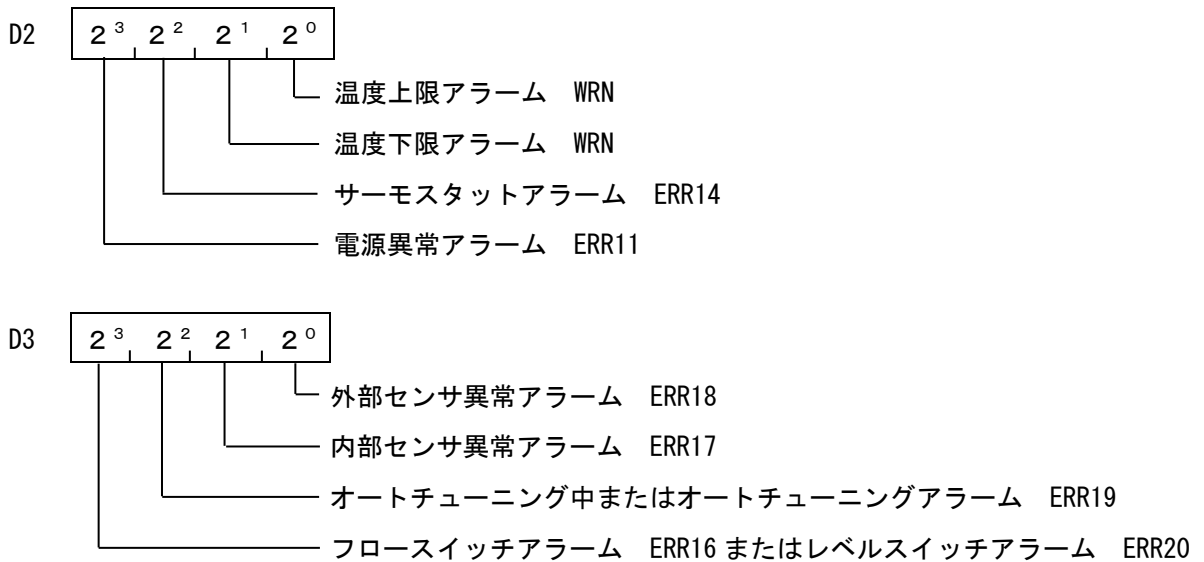 D2 2³ 2² 2¹ 2⁰
温度上限アラーム WRN
温度下限アラーム WRN
サーモスタットアラーム ERR14
電源異常アラーム ERR11
D3 2³ 2² 2¹ 2⁰
外部センサ異常アラーム ERR18
内部センサ異常アラーム ERR17
オートチューニング中またはオートチューニングアラーム ERR19
フロースイッチアラーム ERR16 またはレベルスイッチアラーム ERR20